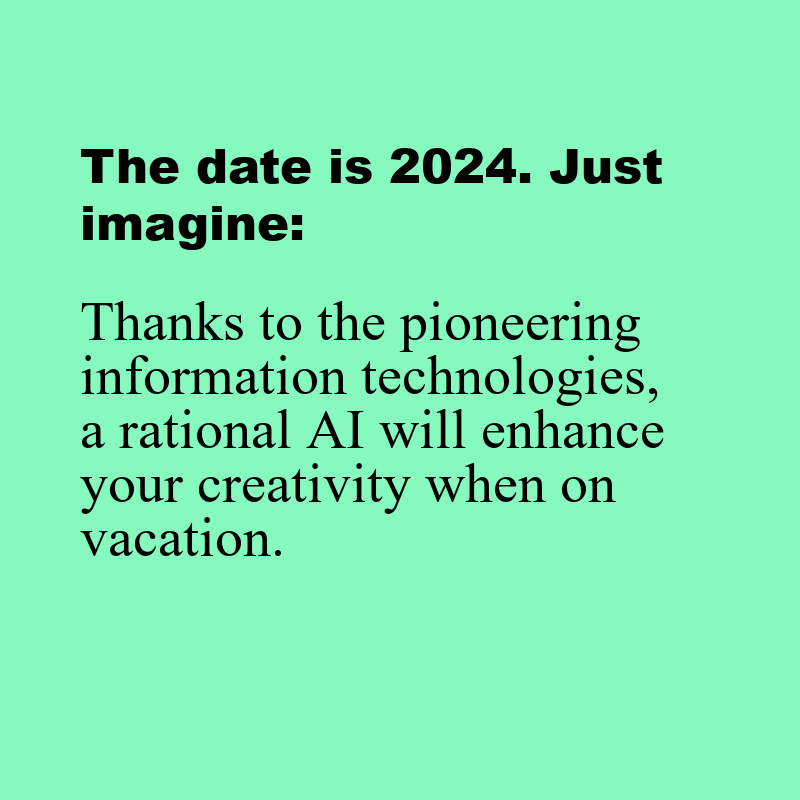 The date is 2024. Just
imagine:
Thanks to the pioneering
information technologies,
a rational AI will enhance
your creativity when on
vacation.